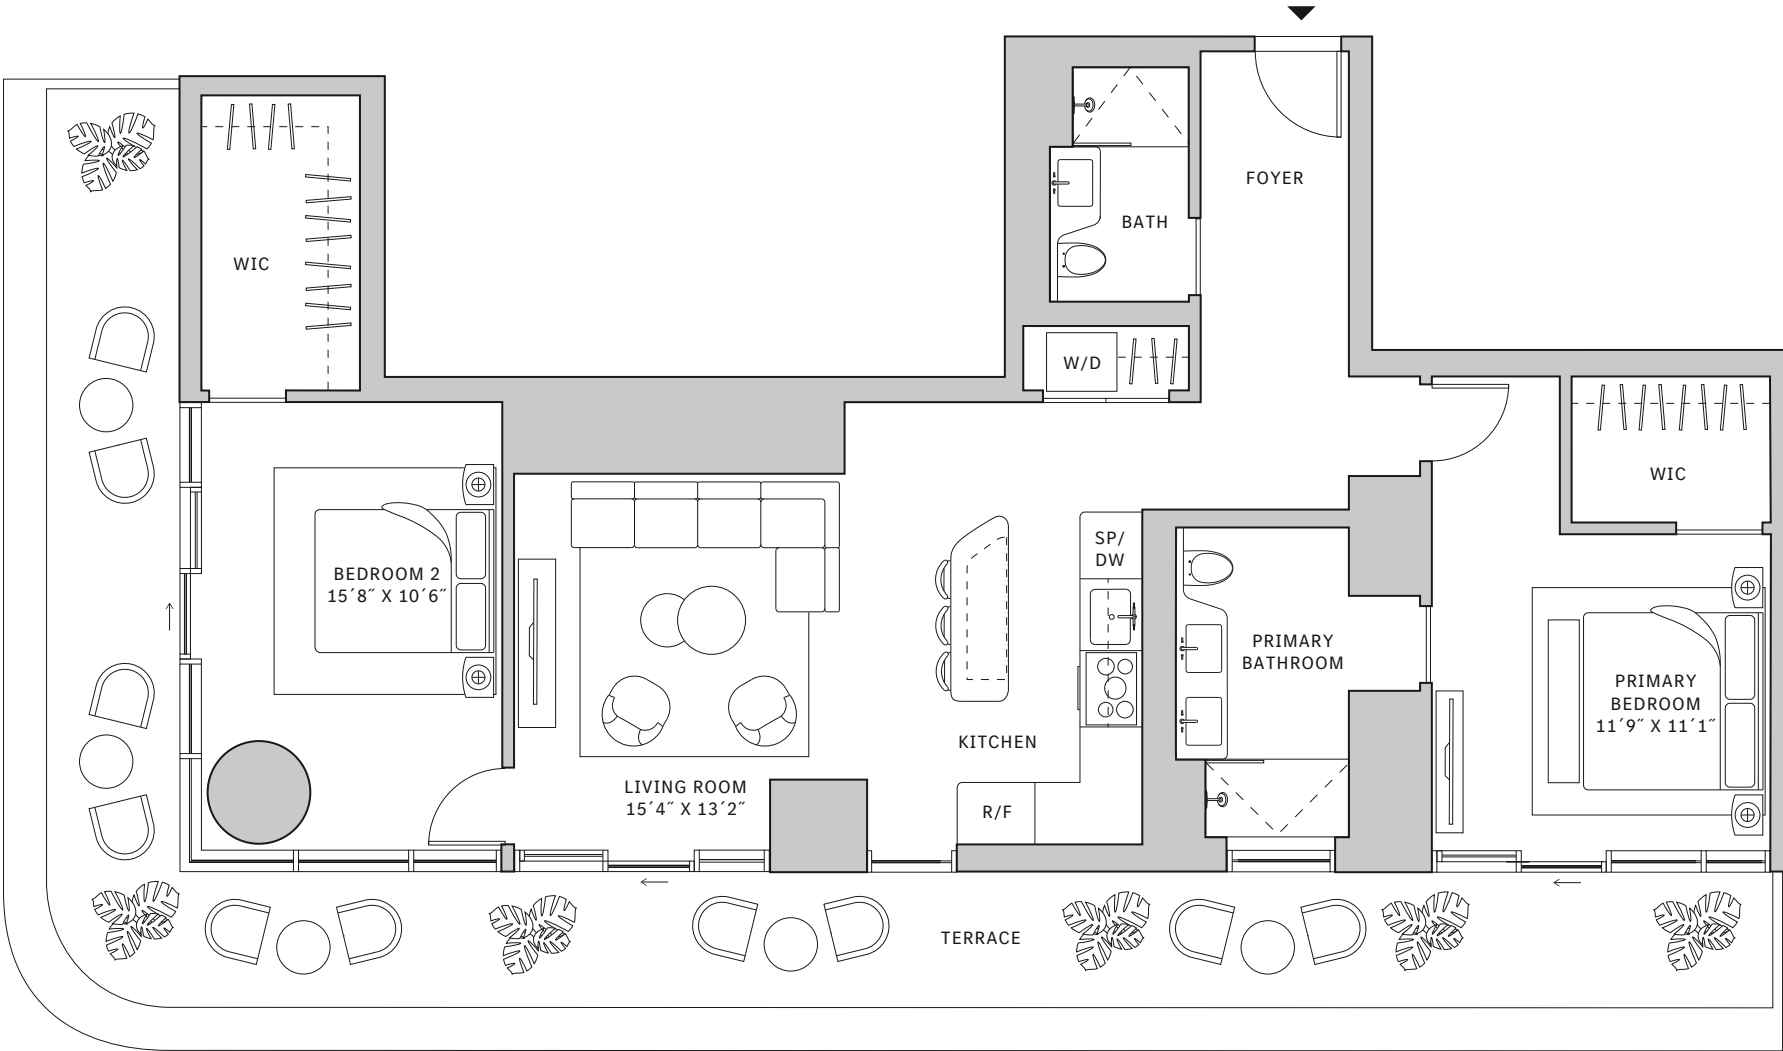 FOYER
BATH
WIC
W/D
WIC
SP/
DW
BEDROOM 2
15´8˝ X 10´6˝
PRIMARY
BATHROOM
PRIMARY
BEDROOM
11´9˝ X 11´1˝
KITCHEN
LIVING ROOM
15´4˝ X 13´2˝
R/F
TERRACE